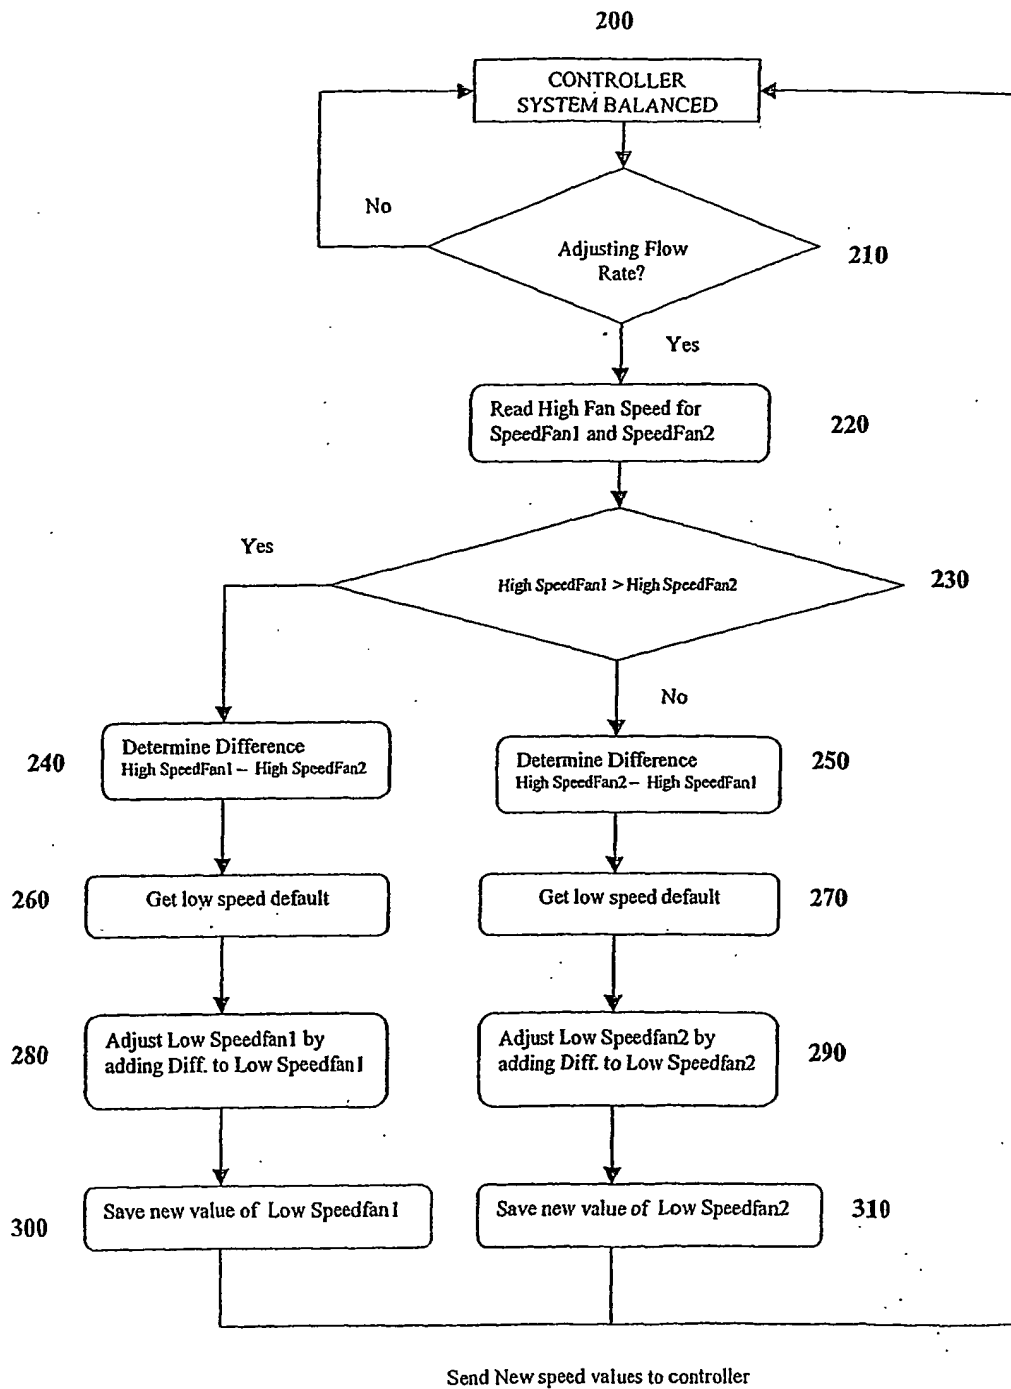 200
CONTROLLER
SYSTEM BALANCED
No
Adjusting Flow
Rate?
210
Yes
Read High Fan Speed for
SpeedFan1 and SpeedFan2
220
Yes
High SpeedFan1 > High SpeedFan2
230
No
240
Determine Difference
High SpeedFan1 – High SpeedFan2
Determine Difference
High SpeedFan2 – High SpeedFan1
250
260
Get low speed default
Get low speed default
270
280
Adjust Low Speedfan1 by
adding Diff. to Low Speedfan1
Adjust Low Speedfan2 by
adding Diff. to Low Speedfan2
290
300
Save new value of Low Speedfan1
Save new value of Low Speedfan2
310
Send New speed values to controller